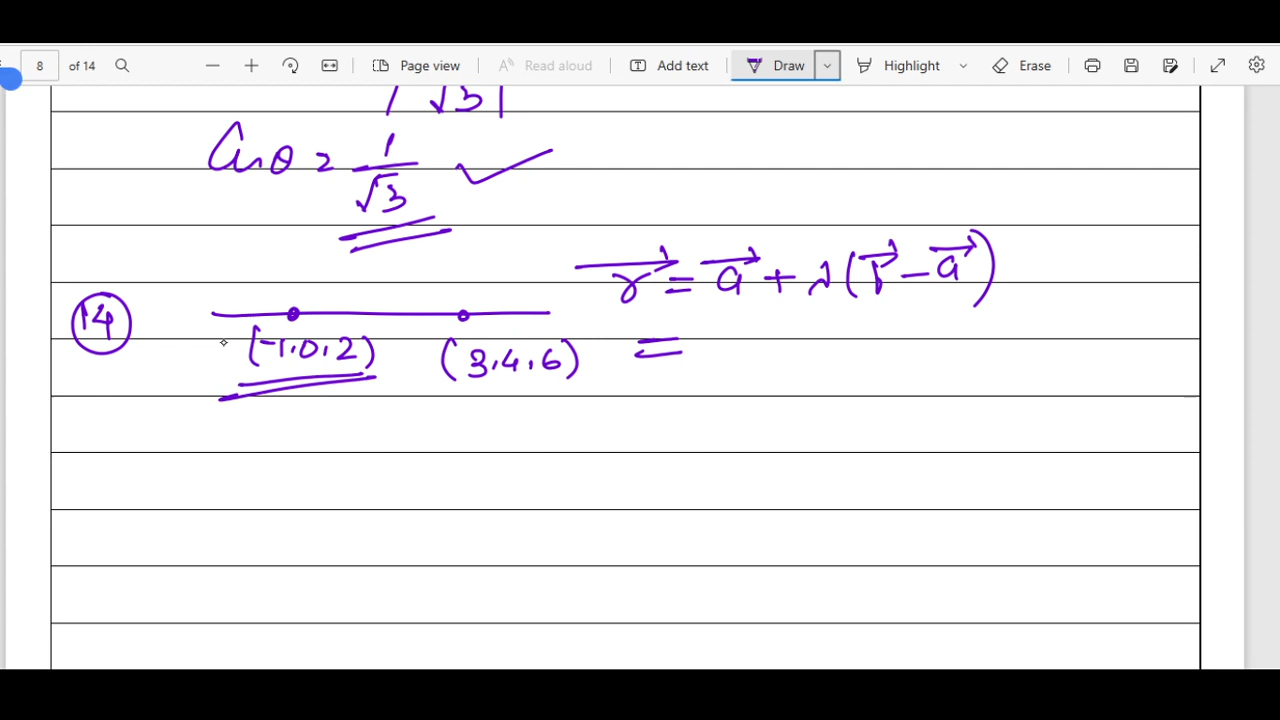 8 of 14 Page view Read aloud Add text Draw Highlight Erase
√3
Cosθ = 1/√3
r⃗ = a⃗ + λ(b⃗ − a⃗)
14
(-1,0,2) (3,4,6) =